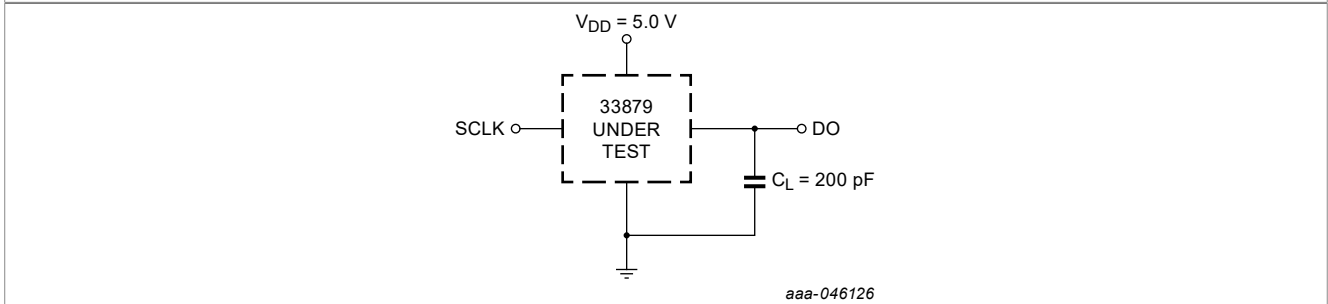 V_DD = 5.0 V
33879
SCLK UNDER DO
TEST
C_L = 200 pF
aaa-046126